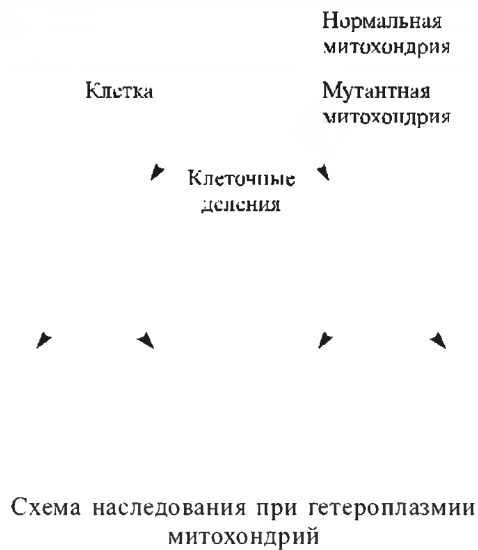 Нормальная
митохондрия
Клетка
Мутантная
митохондрия
Клеточные
деления
Схема наследования при гетероплазмии
митохондрий